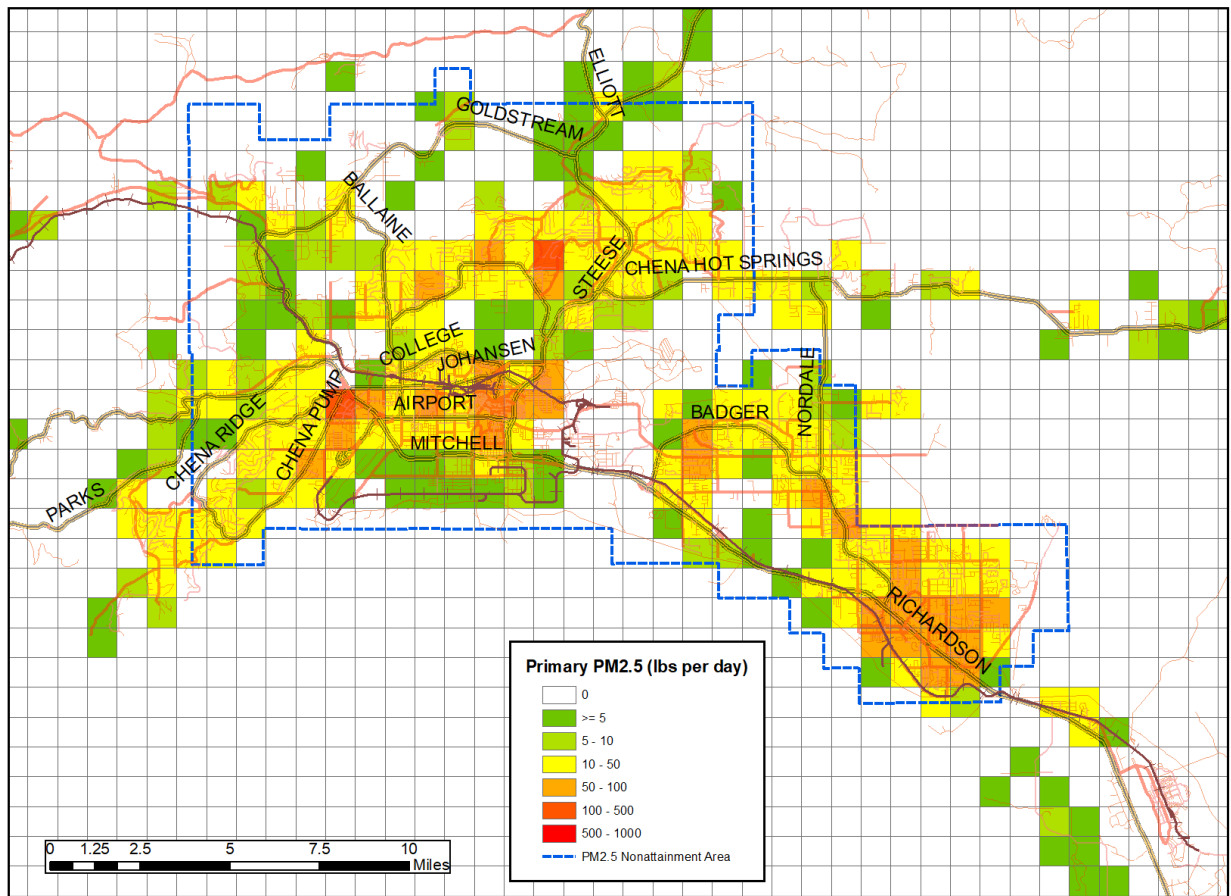 ELLIOTT
GOLDSTREAM
BALLAINE
STEESE
CHENA HOT SPRINGS
COLLEGE
JOHANSEN
NORDALE
CHENA PUMP
AIRPORT
BADGER
CHENA RIDGE
MITCHELL
PARKS
RICHARDSON
Primary PM2.5 (lbs per day)
0
>= 5
5 - 10
10 - 50
50 - 100
100 - 500
500 - 1000
PM2.5 Nonattainment Area
0 1.25 2.5 5 7.5 10
Miles